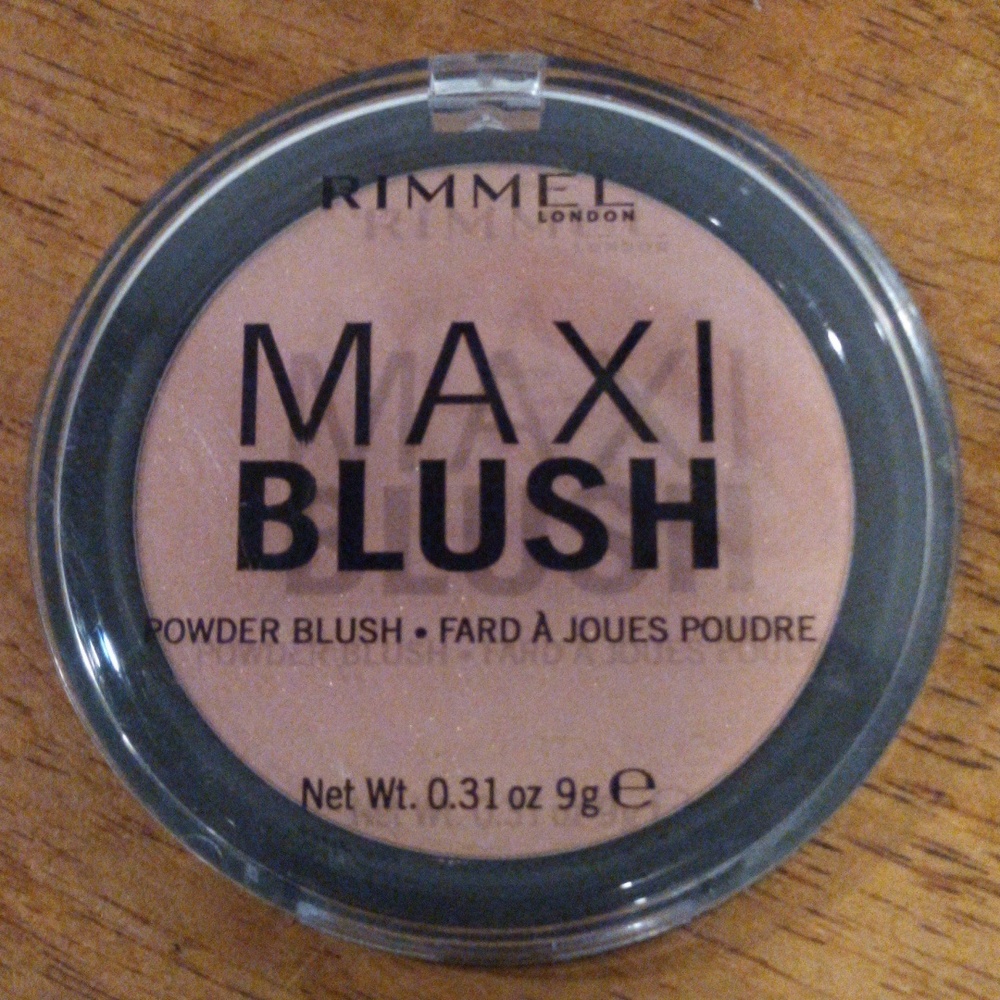 RIMMEL
LONDON
MAXI
BLUSH
POWDER BLUSH • FARD À JOUES POUDRE
Net Wt. 0.31 oz 9g ℮